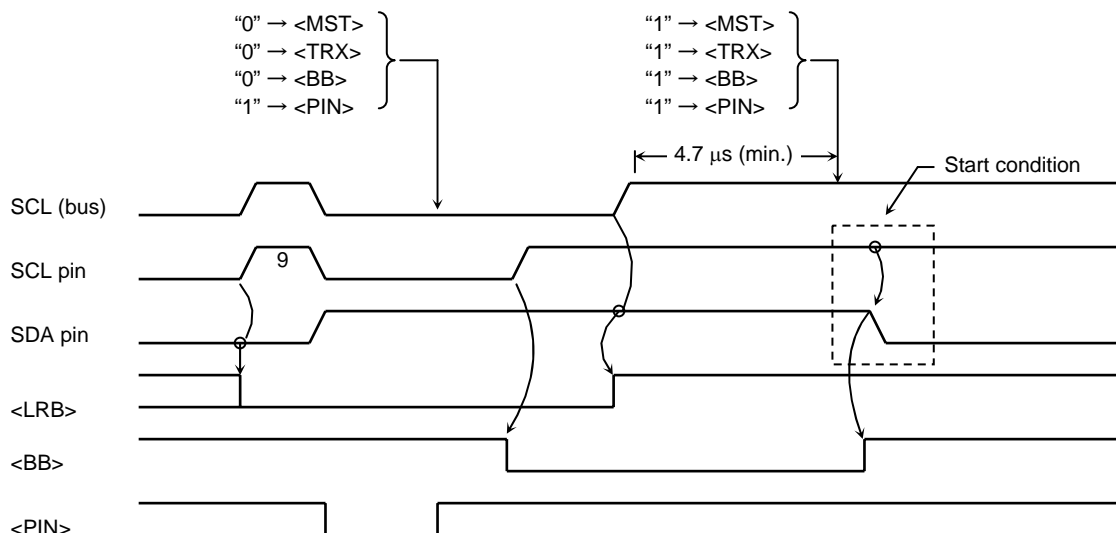 “0” → <MST>
“0” → <TRX>
“0” → <BB>
“1” → <PIN>
“1” → <MST>
“1” → <TRX>
“1” → <BB>
“1” → <PIN>
4.7 μs (min.)
Start condition
SCL (bus)
SCL pin
9
SDA pin
<LRB>
<BB>
<PIN>